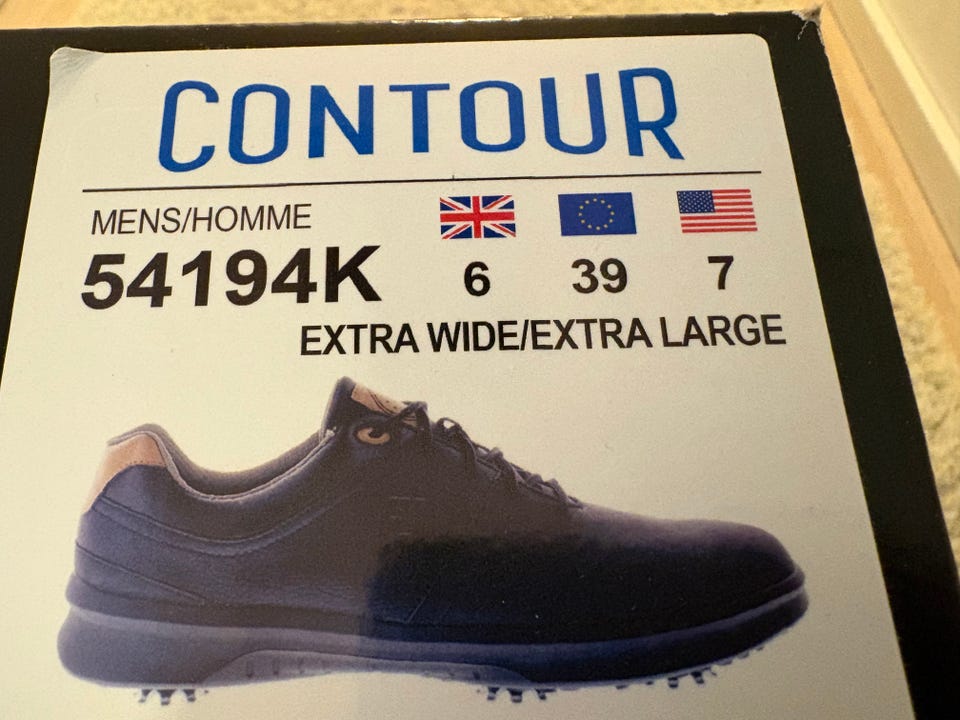 CONTOUR
MENS/HOMME
54194K 6 39 7
EXTRA WIDE/EXTRA LARGE